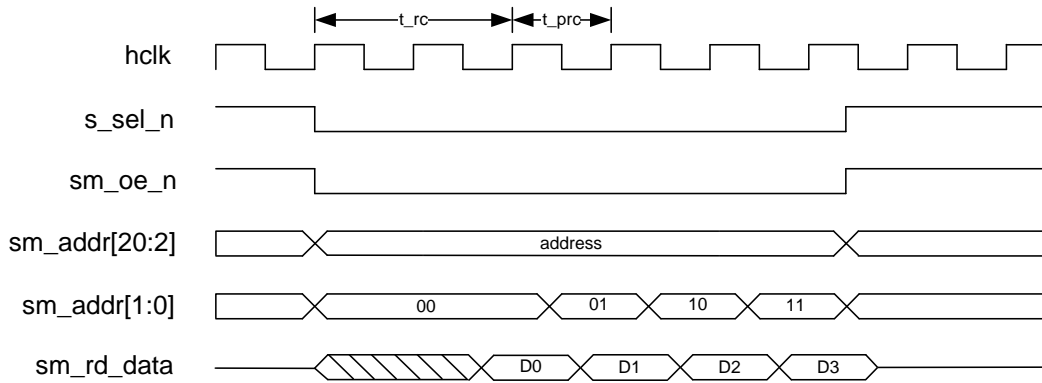 t_rc t_prc
hclk
s_sel_n
sm_oe_n
sm_addr[20:2] address
sm_addr[1:0] 00 01 10 11
sm_rd_data D0 D1 D2 D3